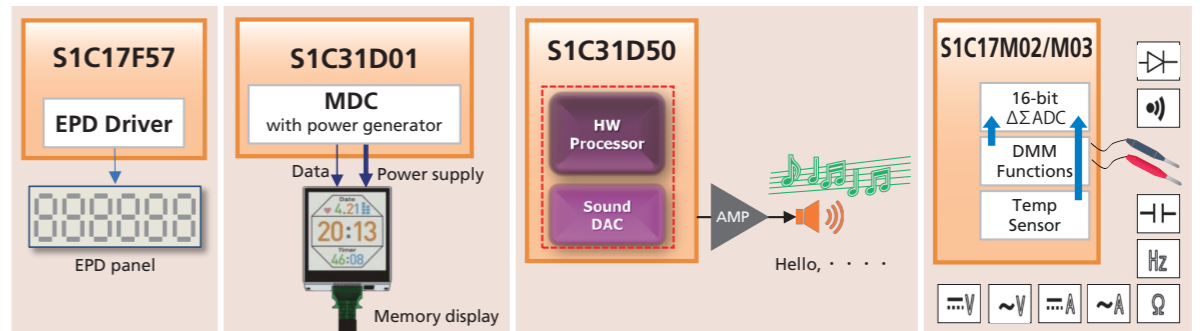 S1C17F57
EPD Driver
EPD panel
S1C31D01
MDC
with power generator
Data
Power supply
Date
4.21
20:13
Timer
46:08
Memory display
S1C31D50
HW
Processor
Sound
DAC
AMP
Hello, · · · ·
S1C17M02/M03
16-bit
ΔΣADC
DMM
Functions
Temp
Sensor
Hz
⎓V
~V
⎓A
~A
Ω